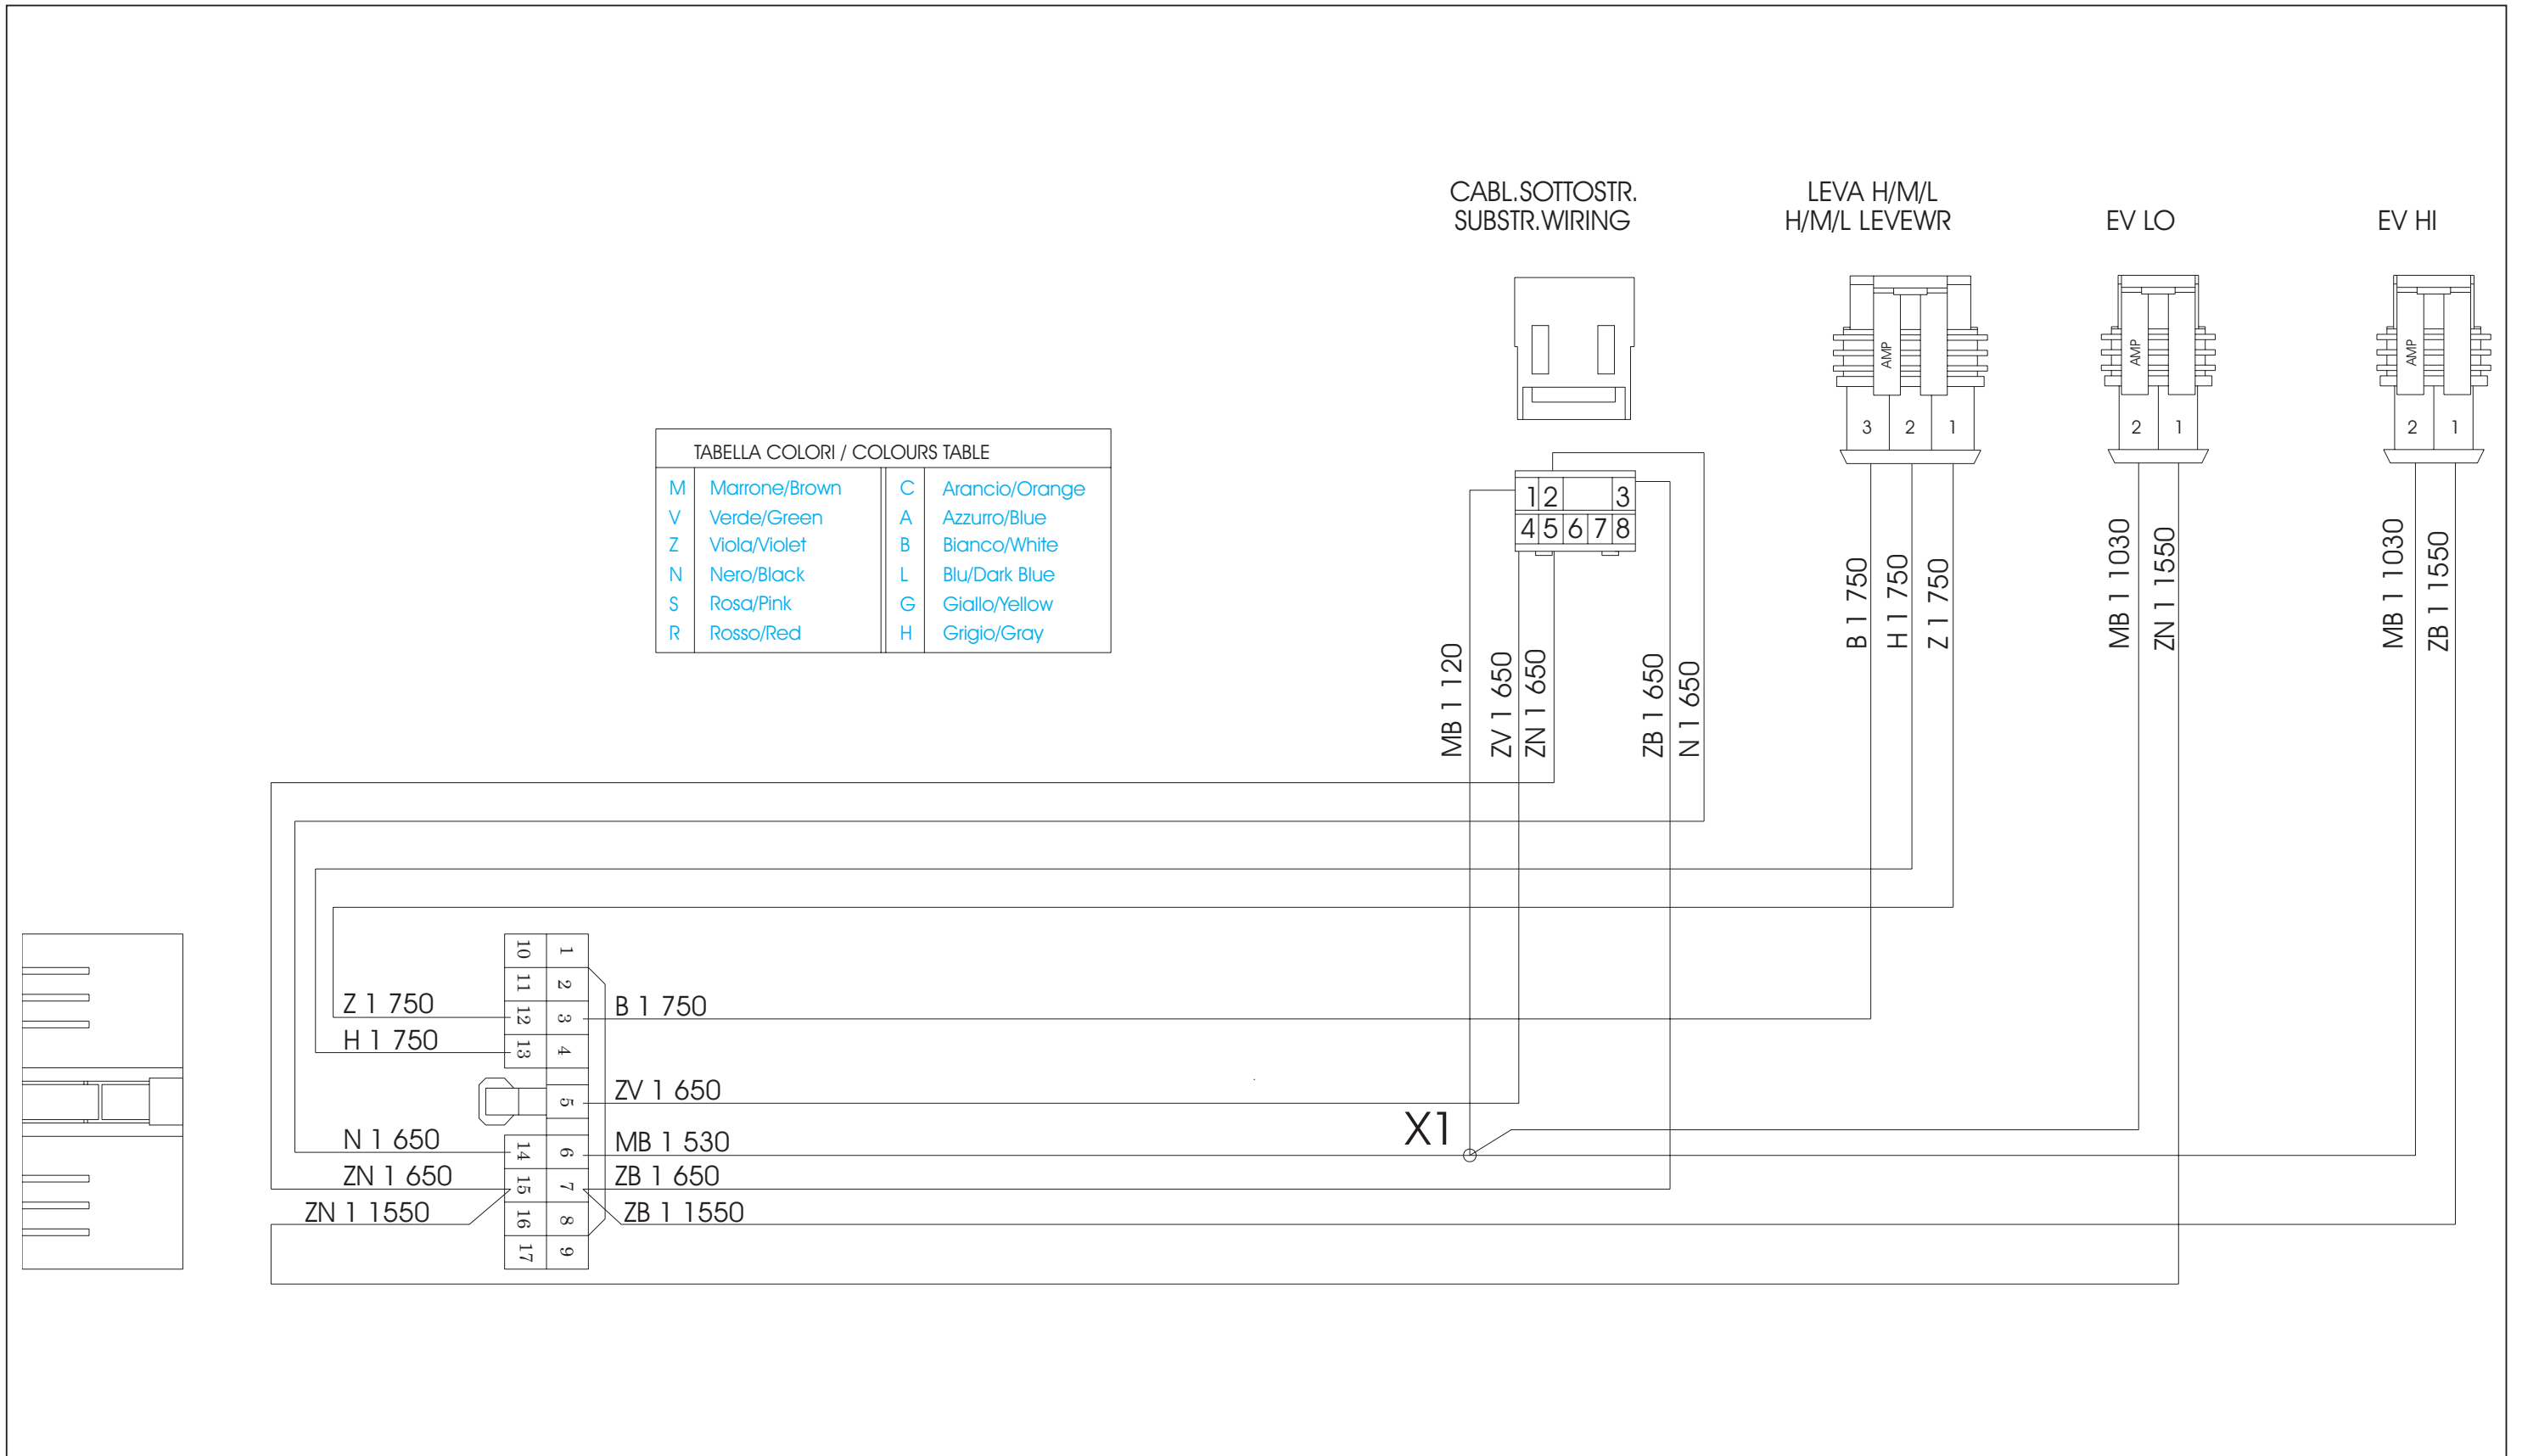 CABL.SOTTOSTR.
SUBSTR.WIRING
LEVA H/M/L
H/M/L LEVEWR
EV LO
EV HI
AMP
AMP
AMP
3 2 1
2 1
2 1
TABELLA COLORI / COLOURS TABLE
M Marrone/Brown C Arancio/Orange
V Verde/Green A Azzurro/Blue
Z Viola/Violet B Bianco/White
N Nero/Black L Blu/Dark Blue
S Rosa/Pink G Giallo/Yellow
R Rosso/Red H Grigio/Gray
1 2 3
4 5 6 7 8
MB 1 120
ZV 1 650
ZN 1 650
ZB 1 650
N 1 650
B 1 750
H 1 750
Z 1 750
MB 1 1030
ZN 1 1550
MB 1 1030
ZB 1 1550
10 1
11 2
Z 1 750 12 3 B 1 750
H 1 750 13 4
5 ZV 1 650
X1
N 1 650 14 6 MB 1 530
ZN 1 650 15 7 ZB 1 650
ZN 1 1550 16 8 ZB 1 1550
17 9